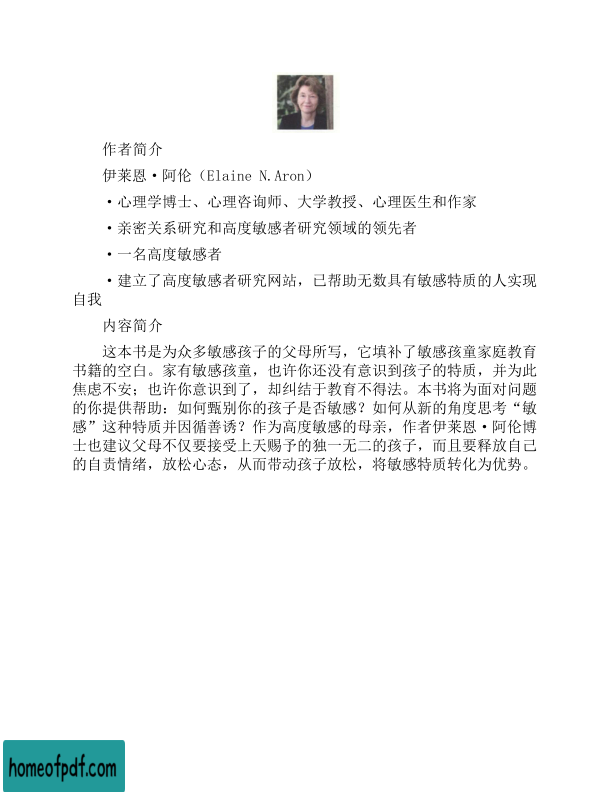 作者简介
伊莱恩·阿伦（Elaine N.Aron）
·心理学博士、心理咨询师、大学教授、心理医生和作家
·亲密关系研究和高度敏感者研究领域的领先者
·一名高度敏感者
·建立了高度敏感者研究网站，已帮助无数具有敏感特质的人实现
自我
内容简介
这本书是为众多敏感孩子的父母所写，它填补了敏感孩童家庭教育
书籍的空白。家有敏感孩童，也许你还没有意识到孩子的特质，并为此
焦虑不安；也许你意识到了，却纠结于教育不得法。本书将为面对问题
的你提供帮助：如何甄别你的孩子是否敏感？如何从新的角度思考“敏
感”这种特质并因循善诱？作为高度敏感的母亲，作者伊莱恩·阿伦博
士也建议父母不仅要接受上天赐予的独一无二的孩子，而且要释放自己
的自责情绪，放松心态，从而带动孩子放松，将敏感特质转化为优势。
homeofpdf.com